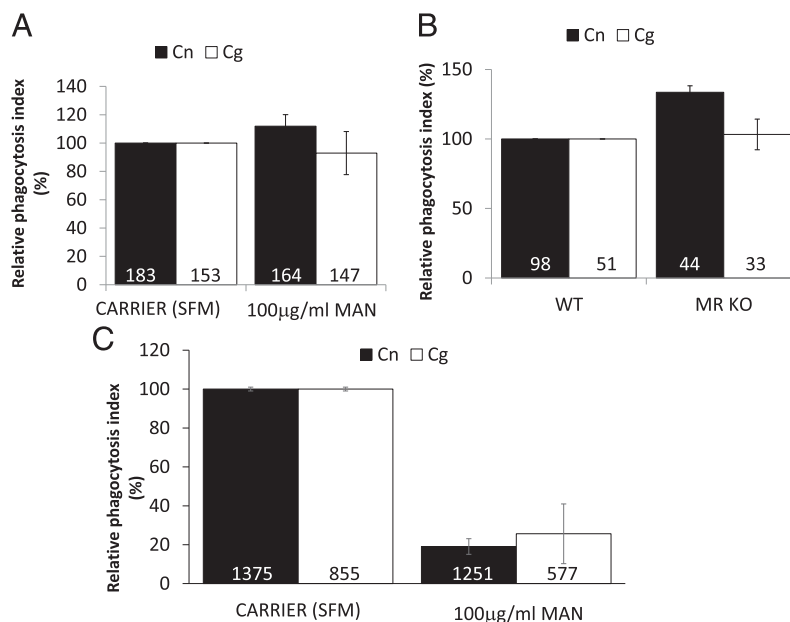 A
Cn Cg
Relative phagocytosis index
(%)
140
120
100
80
60
40
20
0
183 153 164 147
CARRIER (SFM) 100µg/ml MAN
B
Cn Cg
Relative phagocytosis index (%)
150
100
50
0
98 51 44 33
WT MR KO
C
Cn Cg
Relative phagocytosis index
(%)
120
100
80
60
40
20
0
1375 855 1251 577
CARRIER (SFM) 100µg/ml MAN